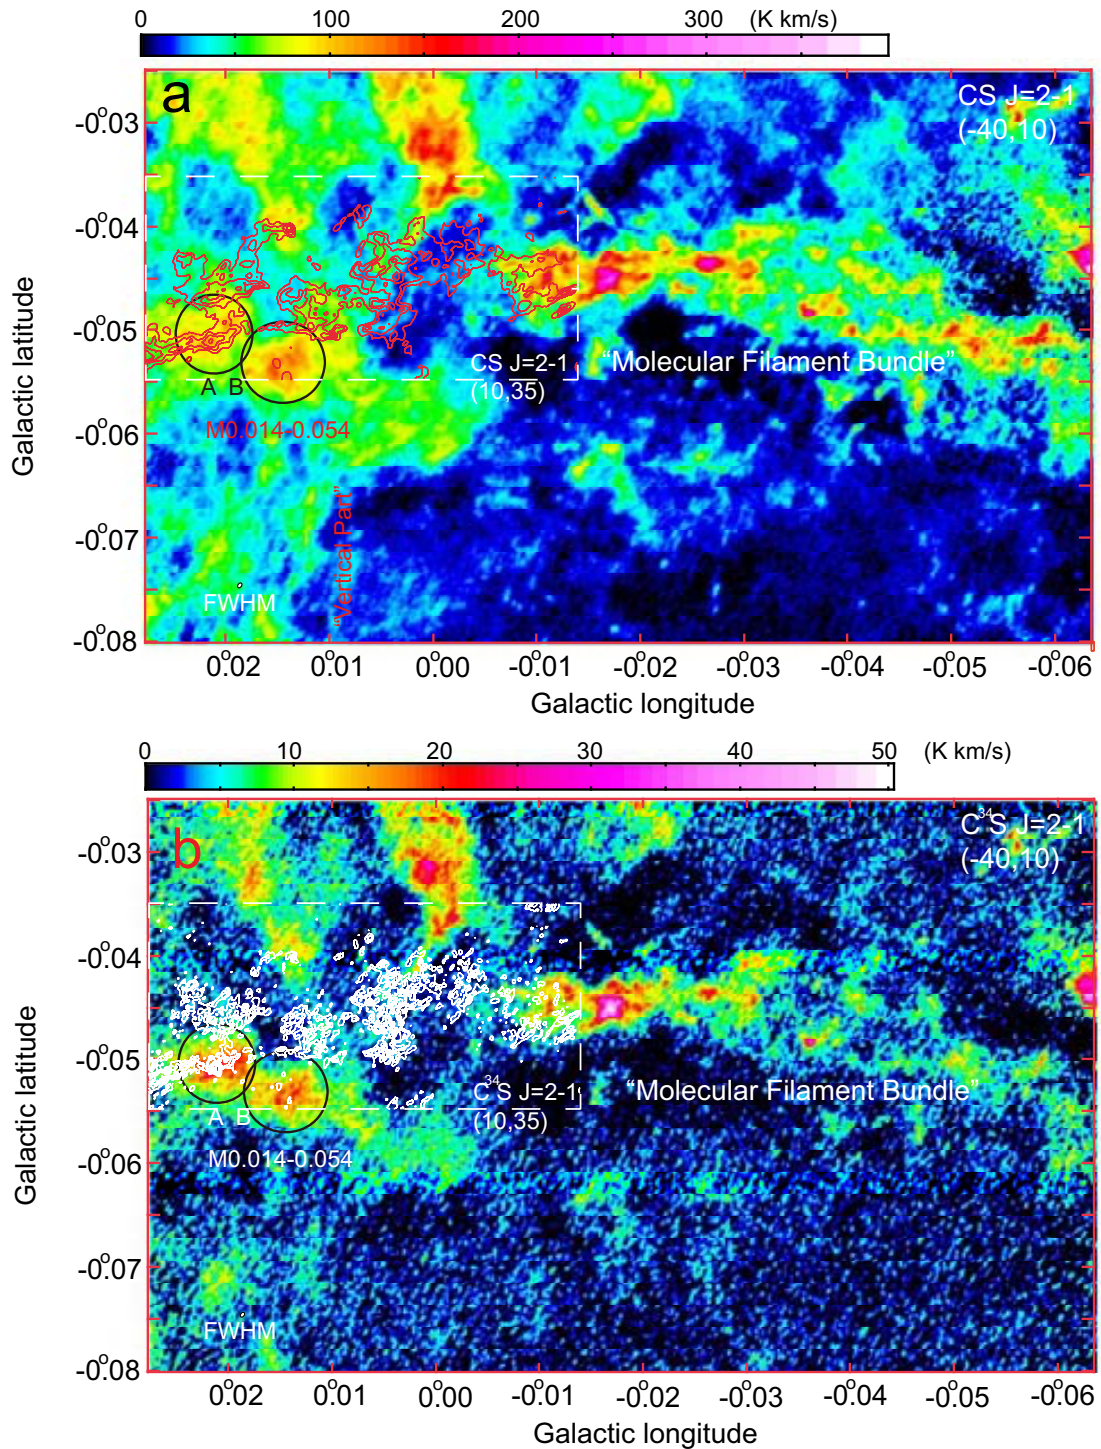 0 100 200 300 (K km/s)
a
CS J=2-1
(-40,10)
-0°.03
-0°.04
-0°.05
-0°.06
-0°.07
-0°.08
Galactic latitude
CS J=2-1
(10,35)
“Molecular Filament Bundle”
A B
M0.014-0.054
“Vertical Part”
FWHM
0°.02 0°.01 0°.00 -0°.01 -0°.02 -0°.03 -0°.04 -0°.05 -0°.06
Galactic longitude
0 10 20 30 40 50 (K km/s)
b
C³⁴S J=2-1
(-40,10)
-0°.03
-0°.04
-0°.05
-0°.06
-0°.07
-0°.08
Galactic latitude
C³⁴S J=2-1
(10,35)
“Molecular Filament Bundle”
A B
M0.014-0.054
FWHM
0°.02 0°.01 0°.00 -0°.01 -0°.02 -0°.03 -0°.04 -0°.05 -0°.06
Galactic longitude